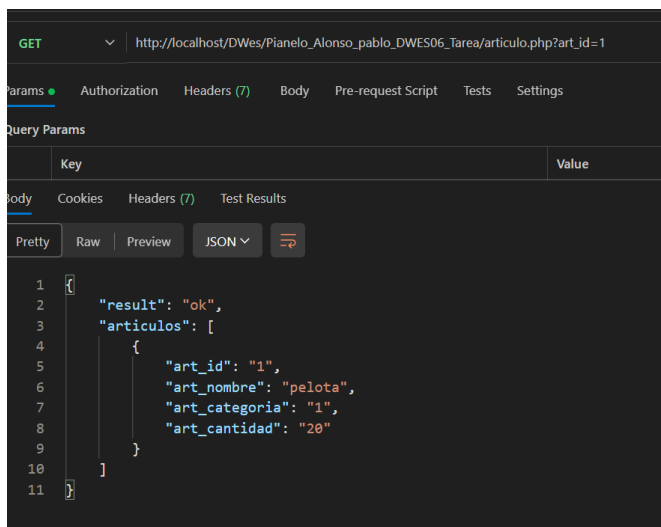 GET http://localhost/DWes/Pianelo_Alonso_pablo_DWES06_Tarea/articulo.php?art_id=1
Params Authorization Headers (7) Body Pre-request Script Tests Settings
Query Params
Key Value
Body Cookies Headers (7) Test Results
Pretty Raw Preview JSON
1 {
2 "result": "ok",
3 "articulos": [
4 {
5 "art_id": "1",
6 "art_nombre": "pelota",
7 "art_categoria": "1",
8 "art_cantidad": "20"
9 }
10 ]
11 }